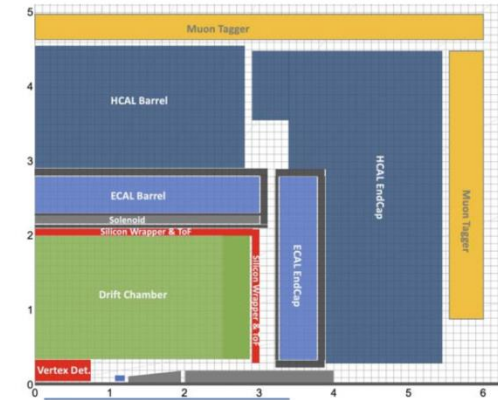 5
Muon Tagger
4
HCAL Barrel
3
HCAL EndCap
ECAL Barrel
Muon Tagger
Solenoid
2
Silicon Wrapper & ToF
ECAL EndCap
Silicon Wrapper & ToF
Drift Chamber
1
Vertex Det.
0
0 1 2 3 4 5 6